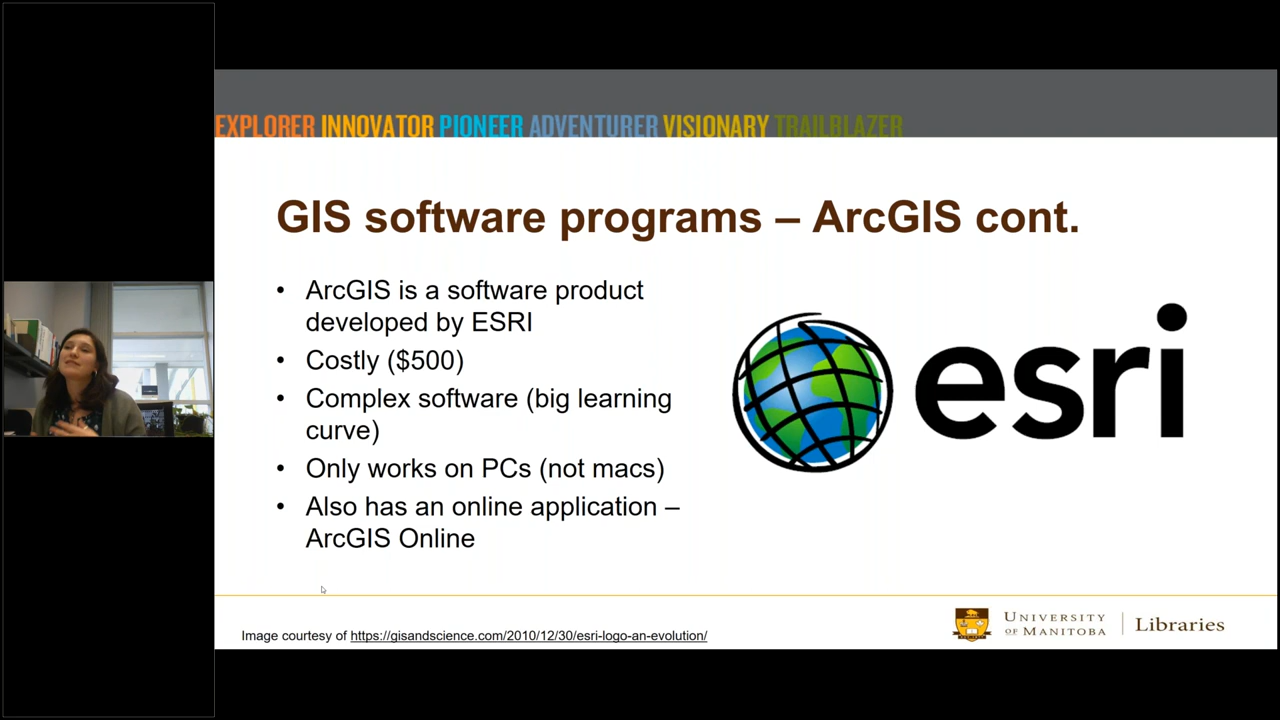 EXPLORER INNOVATOR PIONEER ADVENTURER VISIONARY TRAILBLAZER
GIS software programs – ArcGIS cont.
• ArcGIS is a software product
developed by ESRI
• Costly ($500)
• Complex software (big learning
curve)
• Only works on PCs (not macs)
• Also has an online application –
ArcGIS Online
esri
Image courtesy of https://gisandscience.com/2010/12/30/esri-logo-an-evolution/
UNIVERSITY
OF MANITOBA
Libraries